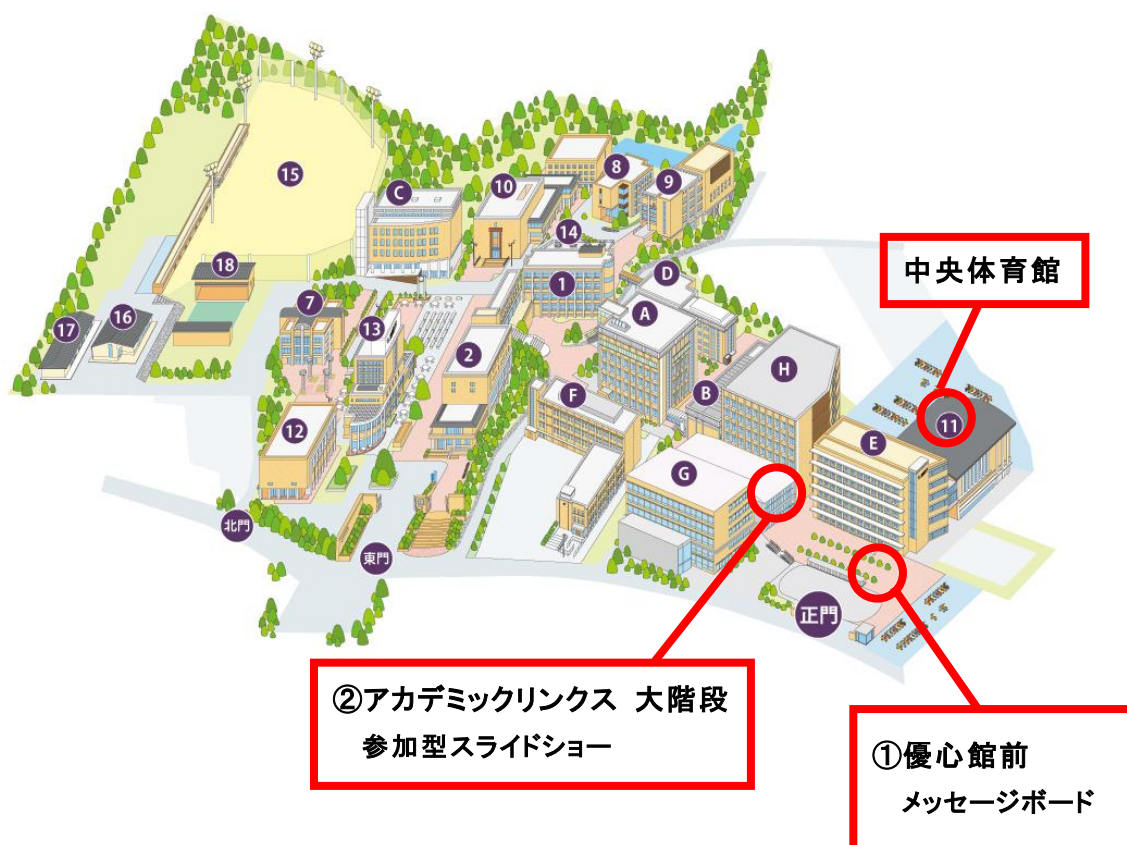 15
C
10
8
9
14
1
D
A
18
7
13
16
17
2
H
中央体育館
11
12
F
B
E
G
北門
東門
正門
②アカデミックリンクス 大階段
参加型スライドショー
①優心館前
メッセージボード